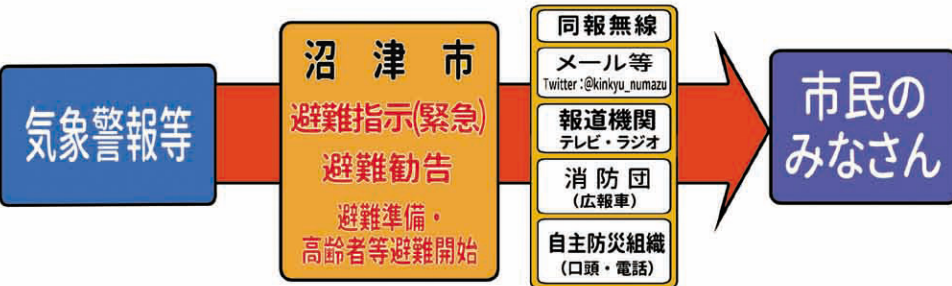 気象警報等
沼津市
避難指示(緊急)
避難勧告
避難準備・
高齢者等避難開始
同報無線
メール等
Twitter:@kinkyu_numazu
報道機関
テレビ・ラジオ
消防団
(広報車)
自主防災組織
(口頭・電話)
市民の
みなさん